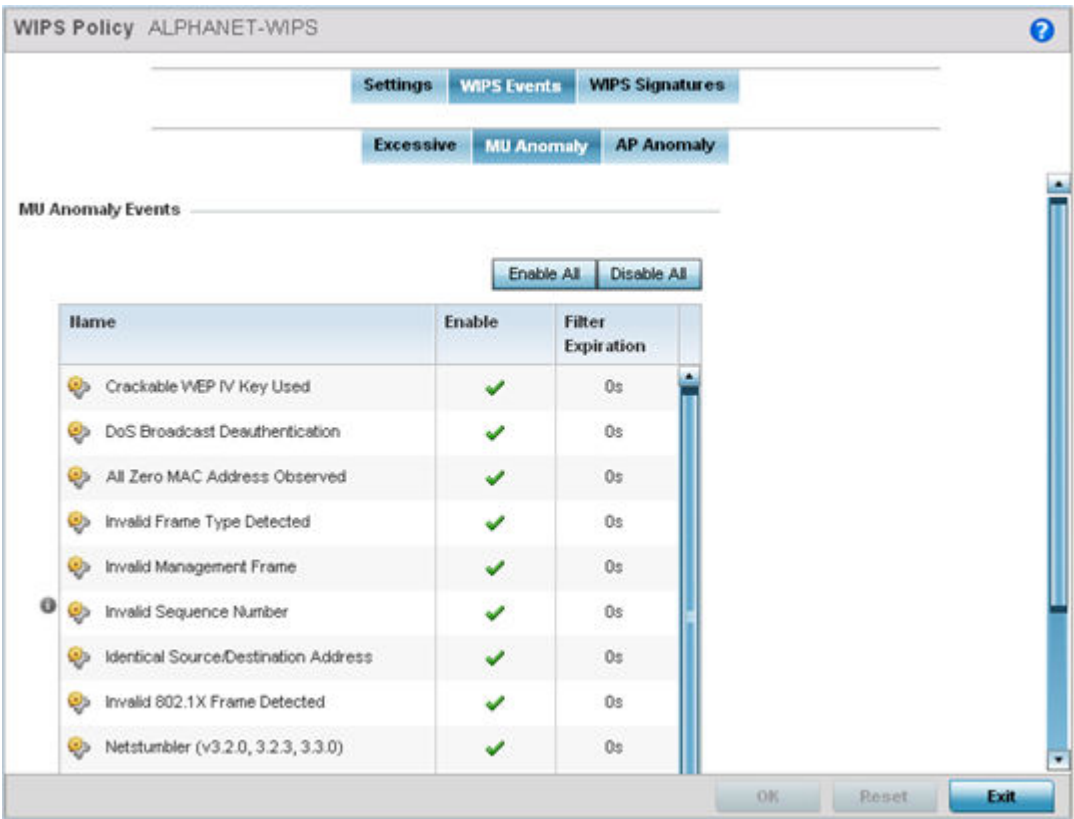 WIPS Policy ALPHANET-WIPS
?
Settings WIPS Events WIPS Signatures
Excessive MU Anomaly AP Anomaly
MU Anomaly Events
Enable All Disable All
Name Enable Filter Expiration
Crackable WEP IV Key Used 0s
DoS Broadcast Deauthentication 0s
All Zero MAC Address Observed 0s
Invalid Frame Type Detected 0s
Invalid Management Frame 0s
Invalid Sequence Number 0s
Identical Source/Destination Address 0s
Invalid 802.1X Frame Detected 0s
Netstumbler (v3.2.0, 3.2.3, 3.3.0) 0s
OK Reset Exit